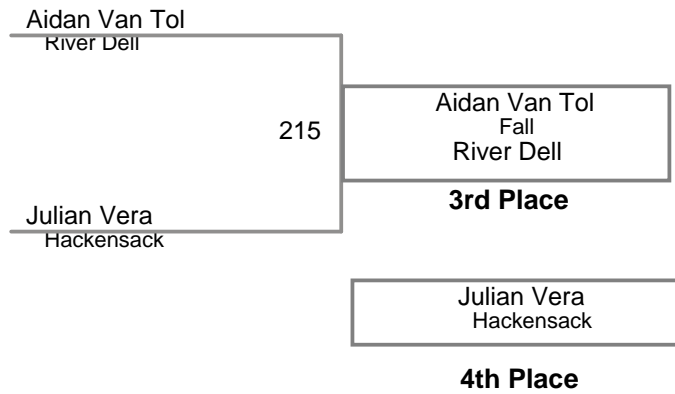 Aidan Van Tol
River Dell
215
Aidan Van Tol
Fall
River Dell
3rd Place
Julian Vera
Hackensack
Julian Vera
Hackensack
4th Place